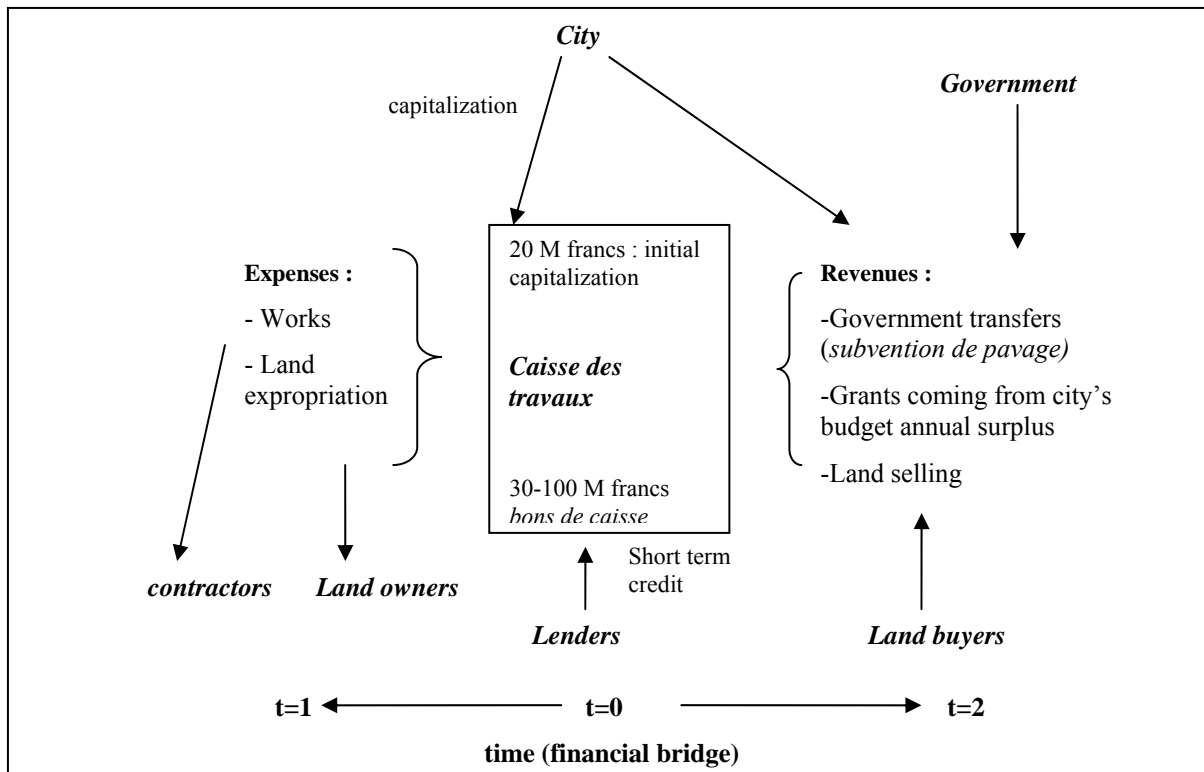 City
Government
capitalization
Expenses :
- Works
- Land
expropriation
20 M francs : initial
capitalization
Caisse des
travaux
30-100 M francs
bons de caisse
Revenues :
-Government transfers
(subvention de pavage)
-Grants coming from city’s
budget annual surplus
-Land selling
Short term
credit
contractors
Land owners
Lenders
Land buyers
t=1
t=0
t=2
time (financial bridge)